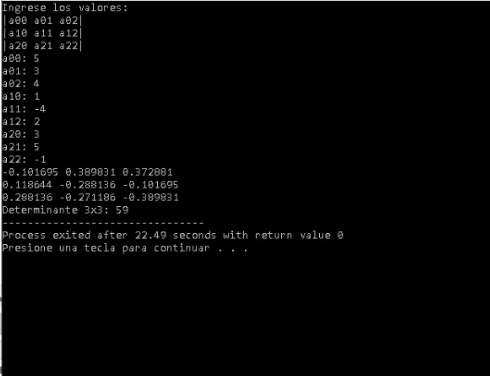 Ingrese los valores:
|a00 a01 a02|
|a10 a11 a12|
|a20 a21 a22|
a00: 5
a01: 3
a02: 4
a10: 1
a11: -4
a12: 2
a20: 3
a21: 5
a22: -1
-0.101695 0.389831 0.372881
0.118644 -0.288136 -0.101695
0.288136 -0.271186 -0.389831
Determinante 3x3: 59
--------------------------------
Process exited after 22.49 seconds with return value 0
Presione una tecla para continuar . . .